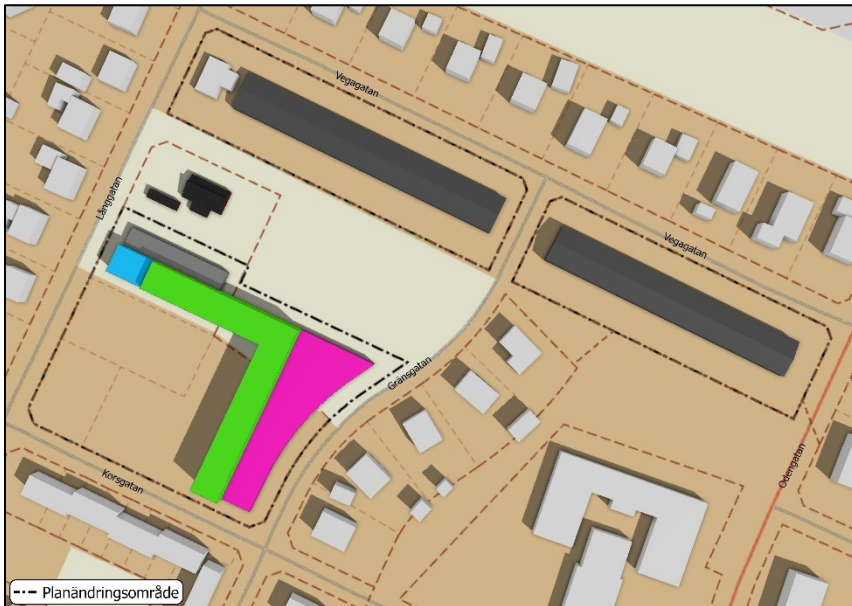 Vegagatan
Långgatan
Vegagatan
Gränsgatan
Korsgatan
Odengatan
Planändringsområde